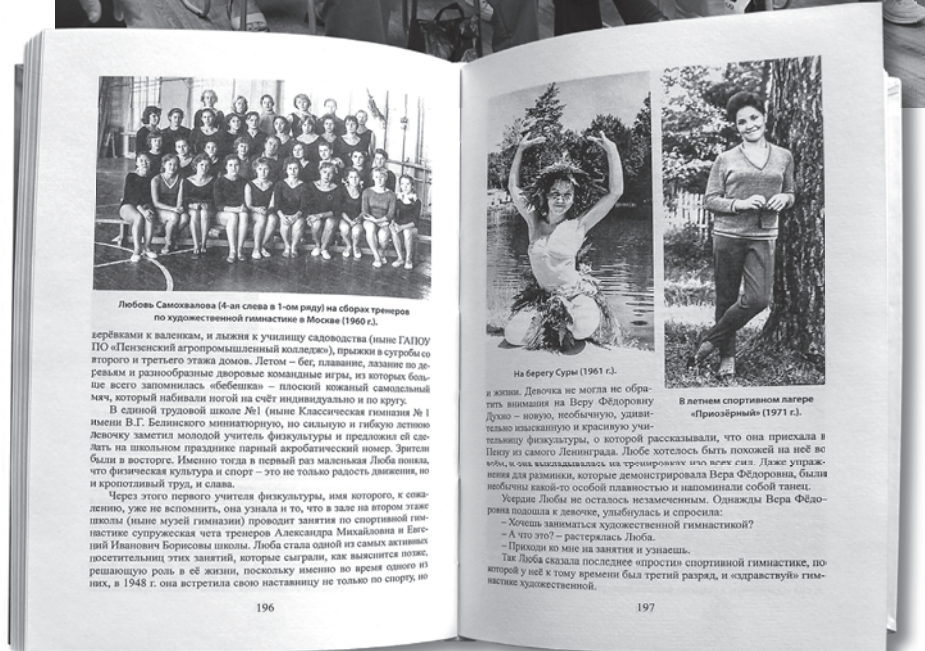 Любовь Самохвалова (4-ая слева в 1-ом ряду) на сборах тренеров
по художественной гимнастике в Москве (1960 г.).
верёвками к валенкам, и лыжня к училищу садоводства (ныне ГАПОУ
ПО «Пензенский агропромышленный колледж»), прыжки в сугробы со
второго и третьего этажа домов. Летом – бег, плавание, лазание по де-
ревьям и разнообразные дворовые командные игры, из которых боль-
ше всего запомнилась «бебешка» – плоский кожаный самодельный
мяч, который набивали ногой на счёт индивидуально и по кругу.
В единой трудовой школе №1 (ныне Классическая гимназия № 1
имени В.Г. Белинского миниатюрную, но сильную и гибкую летнюю
девочку заметил молодой учитель физкультуры и предложил ей сде-
лать на школьном празднике парный акробатический номер. Зрители
были в восторге. Именно тогда в первый раз маленькая Люба поняла,
что физическая культура и спорт – это не только радость движения, но
и кропотливый труд, и слава.
Через этого первого учителя физкультуры, имя которого, к сожа-
лению, уже не вспомнить, она узнала и то, что в зале на втором этаже
школы (ныне музей гимназии) проводит занятия по спортивной гим-
настике супружеская чета тренеров Александра Михайловна и Евге-
ний Иванович Борисовы школы. Люба стала одной из самых активных
посетительниц этих занятий, которые сыграли, как выяснится позже,
решающую роль в её жизни, поскольку именно во время одного из
них, в 1948 г. она встретила свою наставницу не только по спорту, но
196
На берегу Суры (1961 г.).
В летнем спортивном лагере
«Приозёрный» (1971 г.).
и жизни. Девочка не могла не обра-
тить внимания на Веру Фёдоровну
Духно – новую, необычную, удиви-
тельно изысканную и красивую учи-
тельницу физкультуры, о которой рассказывали, что она приехала в
Пензу из самого Ленинграда. Любе хотелось быть похожей на неё во
всём, и она выкладывалась на тренировках изо всех сил. Даже упраж-
нения для разминки, которые демонстрировала Вера Фёдоровна, были
необычны какой-то особой плавностью и напоминали собой танец.
Усердие Любы не осталось незамеченным. Однажды Вера Фёдо-
ровна подошла к девочке, улыбнулась и спросила:
– Хочешь заниматься художественной гимнастикой?
– А что это? – растерялась Люба.
– Приходи ко мне на занятия и узнаешь.
Так Люба сказала последнее «прости» спортивной гимнастике, по
которой у неё к тому времени был третий разряд, и «здравствуй» гим-
настике художественной.
197